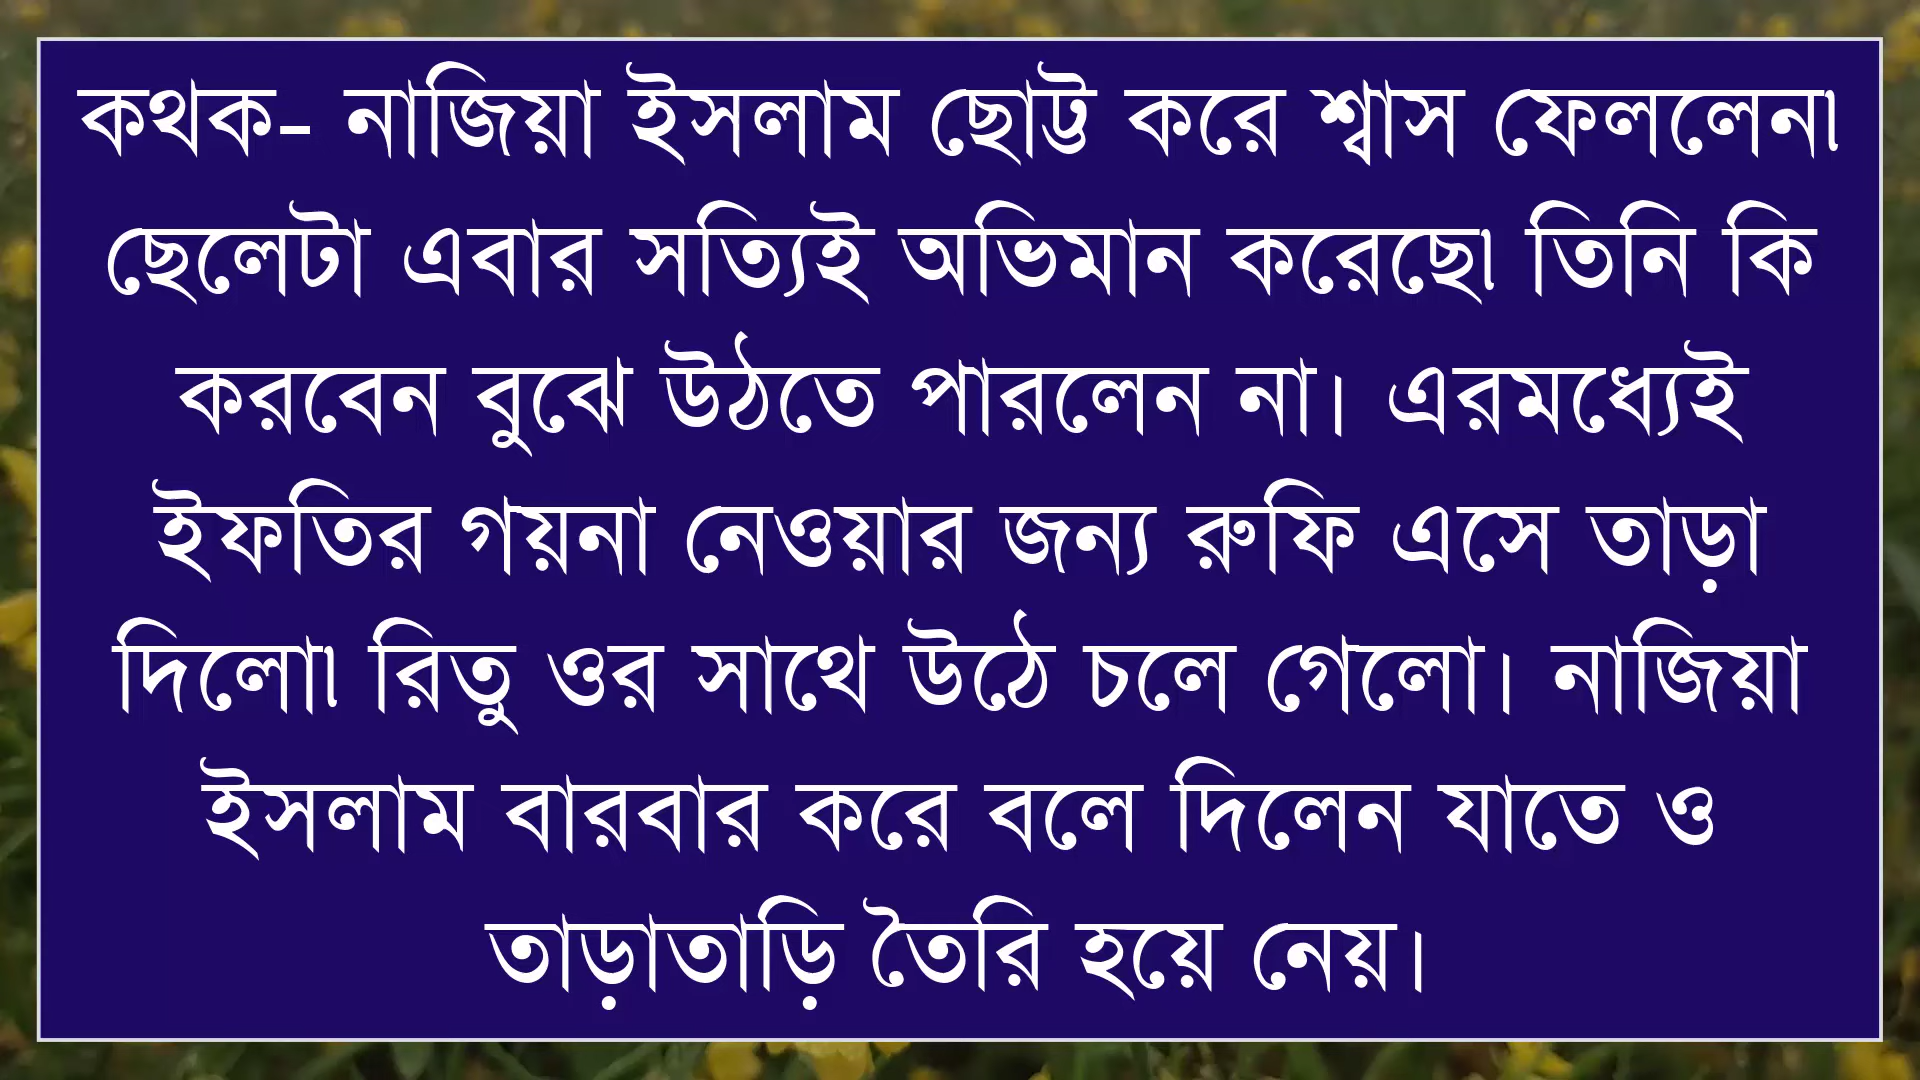 কথক- নাজিয়া ইসলাম ছোট্ট করে শ্বাস ফেললেন৷
ছেলেটা এবার সত্যিই অভিমান করেছে৷ তিনি কি
করবেন বুঝে উঠতে পারলেন না। এরমধ্যেই
ইফতির গয়না নেওয়ার জন্য রুফি এসে তাড়া
দিলো৷ রিতু ওর সাথে উঠে চলে গেলো। নাজিয়া
ইসলাম বারবার করে বলে দিলেন যাতে ও
তাড়াতাড়ি তৈরি হয়ে নেয়।